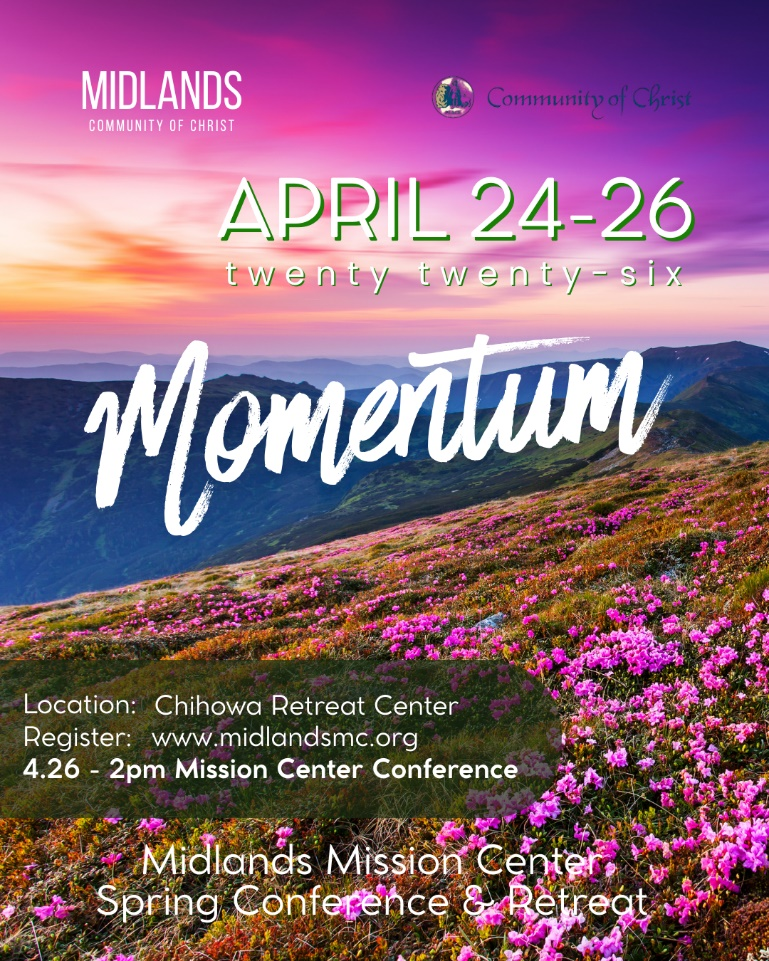 MIDLANDS
COMMUNITY OF CHRIST
Community of Christ
APRIL 24-26
twenty twenty-six
Momentum
Location: Chihowa Retreat Center
Register: www.midlandsmc.org
4.26 - 2pm Mission Center Conference
Midlands Mission Center
Spring Conference & Retreat